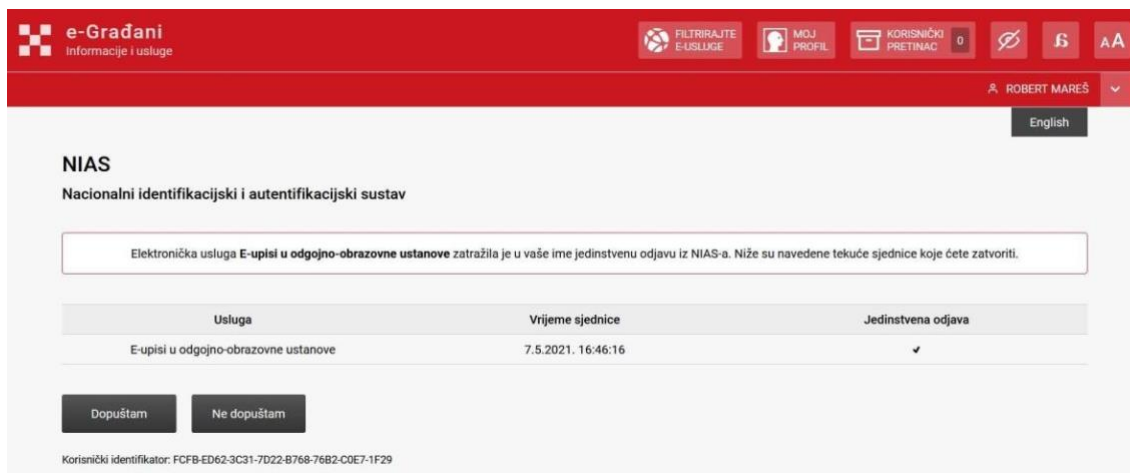 e-Građani
Informacije i usluge
FILTRIRAJTE
E-USLUGE
MOJ
PROFIL
KORISNIČKI
PRETINAC
0
AA
ROBERT MAREŠ
English
NIAS
Nacionalni identifikacijski i autentifikacijski sustav
Elektronička usluga E-upisi u odgojno-obrazovne ustanove zatražila je u vaše ime jedinstvenu odjavu iz NIAS-a. Niže su navedene tekuće sjednice koje ćete zatvoriti.
Usluga Vrijeme sjednice Jedinstvena odjava
E-upisi u odgojno-obrazovne ustanove 7.5.2021. 16:46:16 ✔
Dopuštam Ne dopuštam
Korisnički identifikator: FCFB-ED62-3C31-7D22-B768-76B2-C0E7-1F29